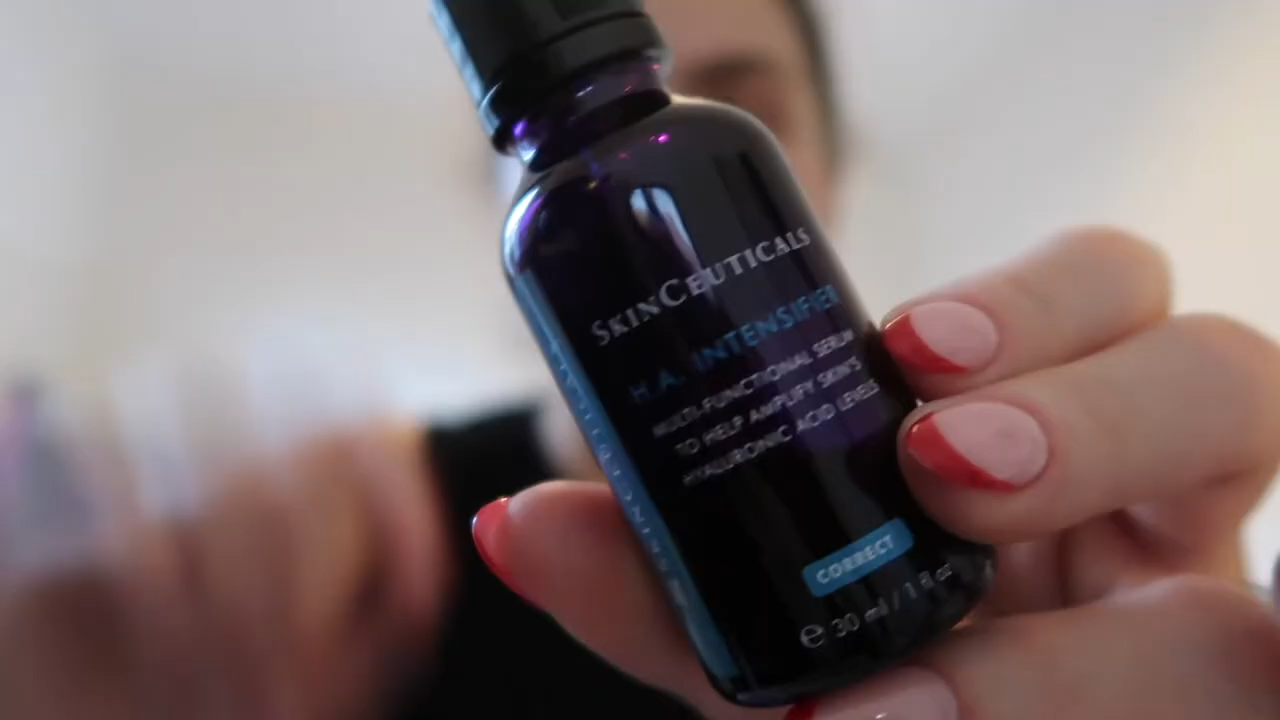 SKINCEUTICALS
H.A. INTENSIFIER
MULTI-FUNCTIONAL SERUM
TO HELP AMPLIFY SKIN'S
HYALURONIC ACID LEVELS
CORRECT
℮ 30 ml / 1 fl oz